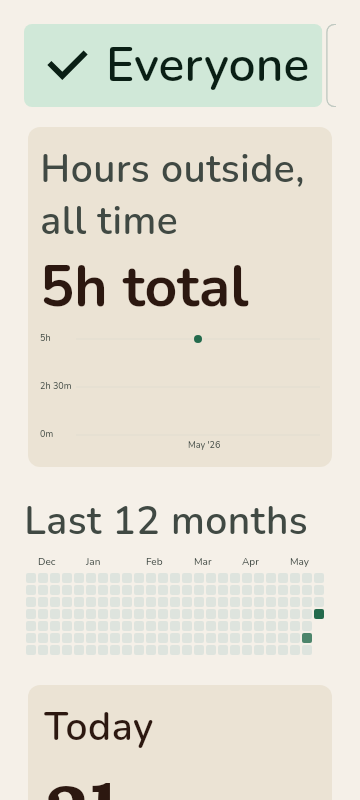 Everyone
Hours outside,
all time
5h total
5h
2h 30m
0m
May '26
Last 12 months
Dec Jan Feb Mar Apr May
Today